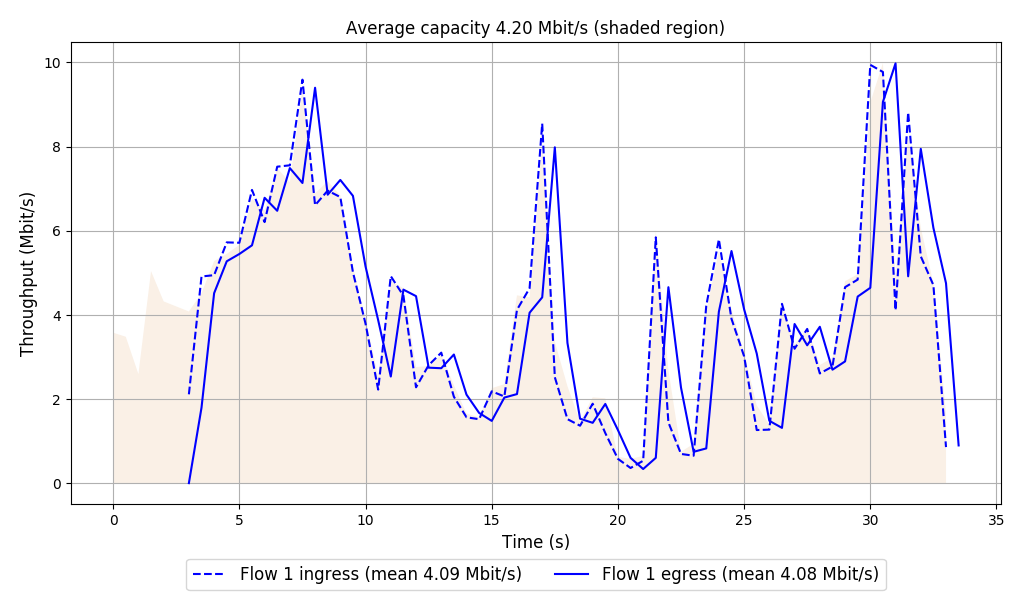 Average capacity 4.20 Mbit/s (shaded region)
Throughput (Mbit/s)
10
8
6
4
2
0
0 5 10 15 20 25 30 35
Time (s)
Flow 1 ingress (mean 4.09 Mbit/s) Flow 1 egress (mean 4.08 Mbit/s)